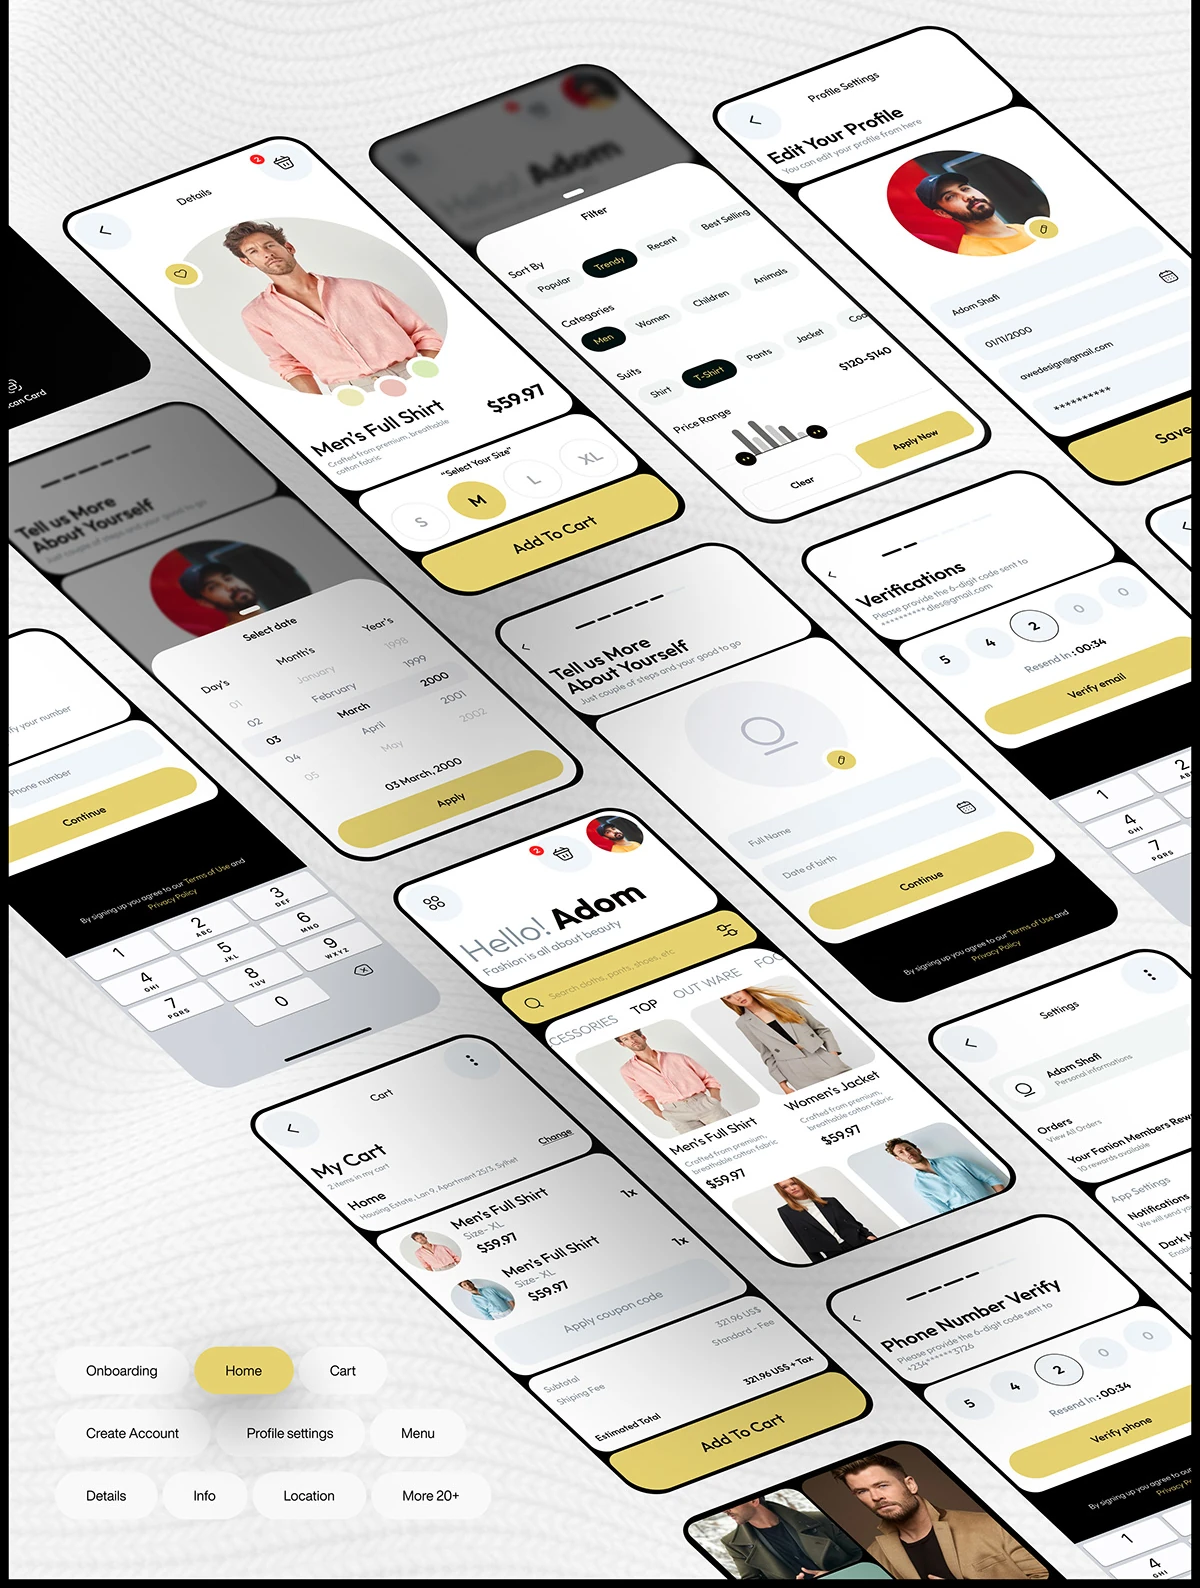 Profile Settings
Edit Your Profile
You can edit your profile from here
Adom Shafi
01/11/2000
awedesign@gmail.com
**********
Save
Hello! Adom
Filter
Sort By
Popular
Trendy
Recent
Best Selling
Categories
Men
Women
Children
Animals
Suits
Shirt
T-Shirt
Pants
Jacket
Coa
Price Range
$120-$140
Clear
Apply Now
2
Details
Men's Full Shirt
$59.97
Crafted from premium, breathable
cotton fabric
"Select Your Size"
S
M
L
XL
Add To Cart
can Card
Tell us More
About Yourself
Just couple of steps and your good to go
Select date
Day's
Month's
Year's
01
January
1998
02
February
1999
03
March
2000
04
April
2001
05
May
2002
03 March, 2000
Apply
Verifications
Please provide the 6-digit code sent to
**********dles@gmail.com
5
4
2
0
0
Resend In : 00:34
Verify email
1
2
4
GHI
7
PQRS
Tell us More
About Yourself
Just couple of steps and your good to go
Full Name
Date of birth
Continue
By signing up you agree to our Terms of Use and
Privacy Policy
fy your number
Phone number
Continue
By signing up you agree to our Terms of Use and
Privacy Policy
1
2
ABC
3
DEF
4
GHI
5
JKL
6
MNO
7
PQRS
8
TUV
9
WXYZ
0
2
Hello! Adom
Fashion is all about beauty
Search cloths, pants, shoes, etc
CESSORIES
TOP
OUT WARE
FOO
Men's Full Shirt
Crafted from premium,
breathable cotton fabric
$59.97
Women's Jacket
Crafted from premium,
breathable cotton fabric
$59.97
Settings
Adom Shafi
Personal informations
Orders
View All Orders
Your Fanion Members Rew
10 rewards available
App Settings
Notifications
We will send yo
Dark M
Enabl
Cart
My Cart
2 items in my cart
Home
Change
Housing Estate, Lan 9, Apartment 25/3, Sylhet
Men's Full Shirt
Size- XL
$59.97
1x
Men's Full Shirt
Size- XL
$59.97
1x
Apply coupon code
Subtotal
321.96 US$
Shiping Fee
Standard - Fee
Estimated Total
321.96 US$ + Tax
Add To Cart
Phone Number Verify
Please provide the 6-digit code sent to
+234******3726
5
4
2
0
0
Resend In : 00:34
Verify phone
By signing up you agree to our
Privacy P
1
4
GHI
Onboarding
Home
Cart
Create Account
Profile settings
Menu
Details
Info
Location
More 20+